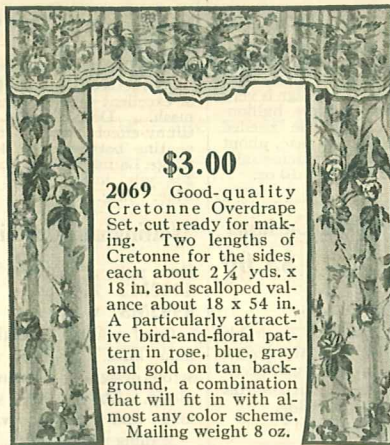 $3.00
2069 Good-quality
Cretonne Overdrape
Set, cut ready for mak-
ing. Two lengths of
Cretonne for the sides,
each about 2¼ yds. x
18 in. and scalloped val-
ance about 18 x 54 in.
A particularly attract-
ive bird-and-floral pat-
tern in rose, blue, gray
and gold on tan back-
ground, a combination
that will fit in with al-
most any color scheme.
Mailing weight 8 oz.